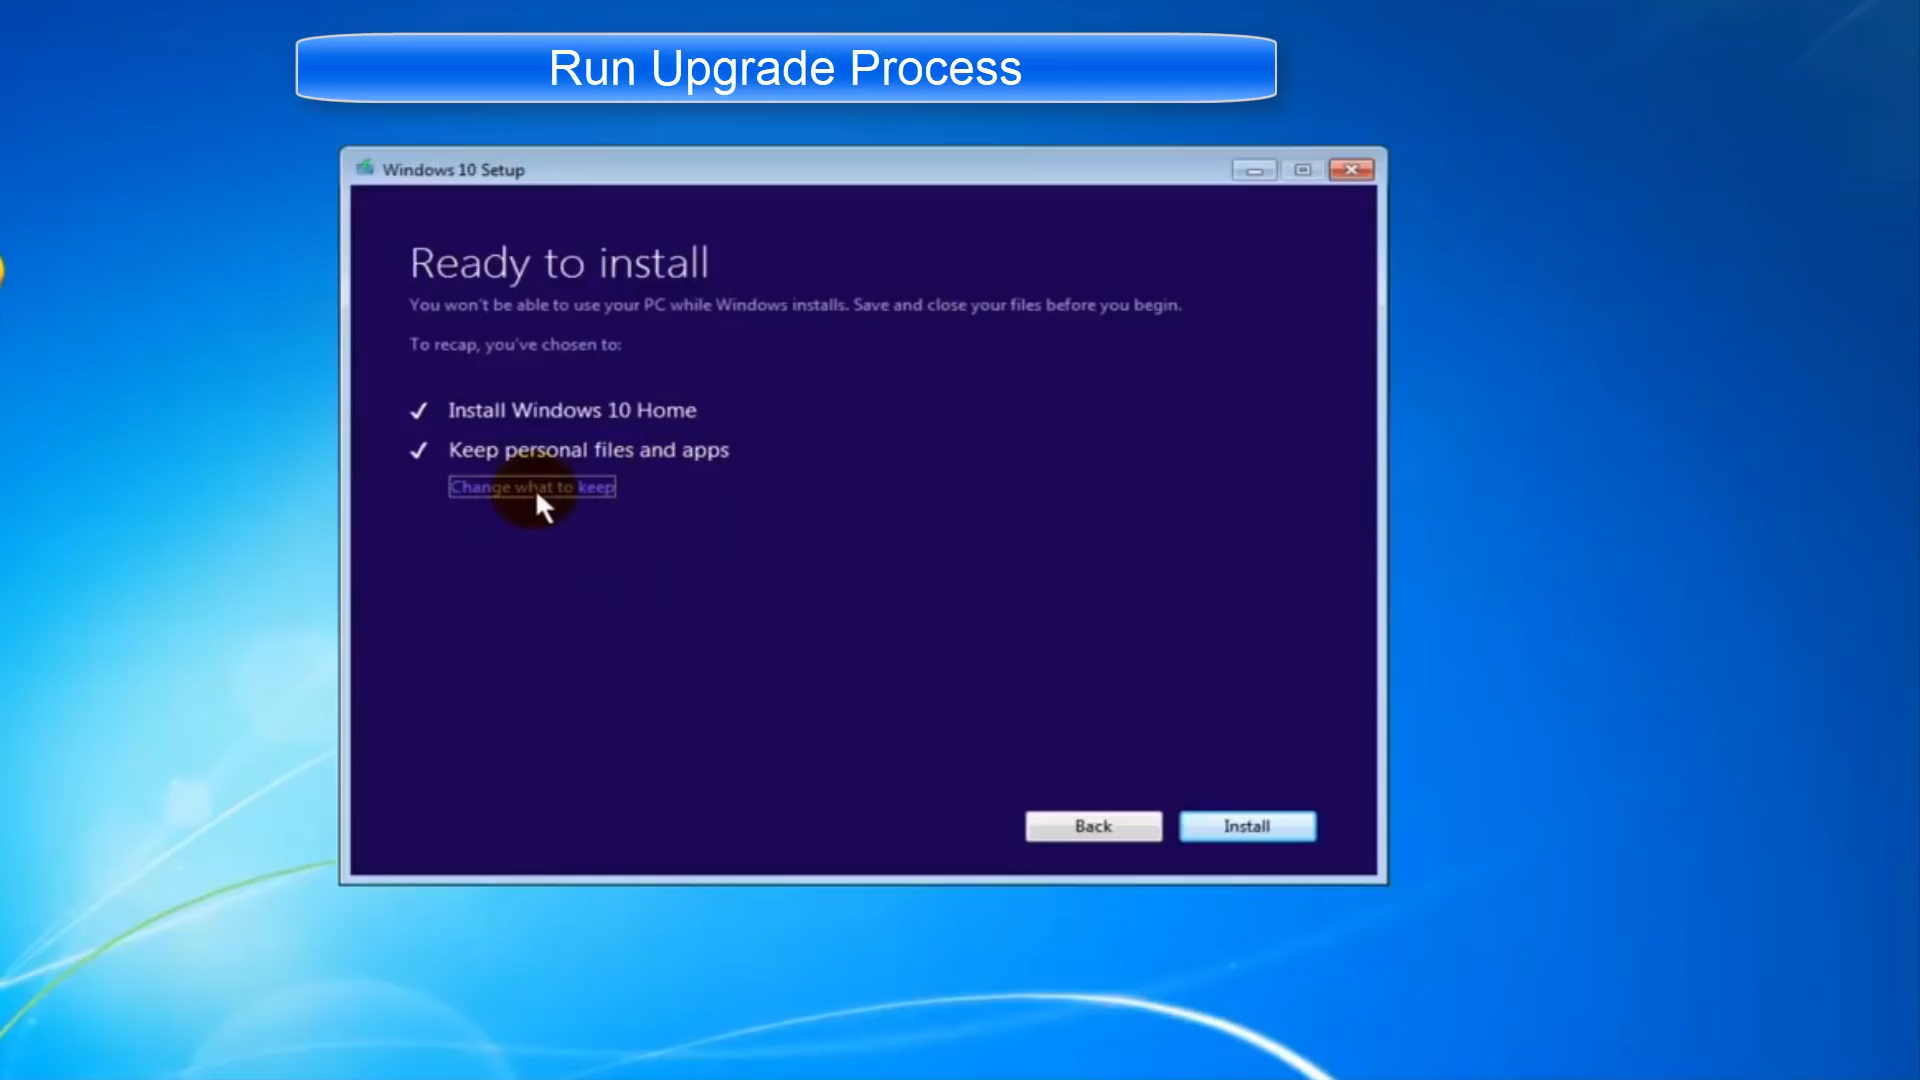 Run Upgrade Process
Windows 10 Setup
Ready to install
You won't be able to use your PC while Windows installs. Save and close your files before you begin.
To recap, you've chosen to:
Install Windows 10 Home
Keep personal files and apps
Change what to keep
Back
Install